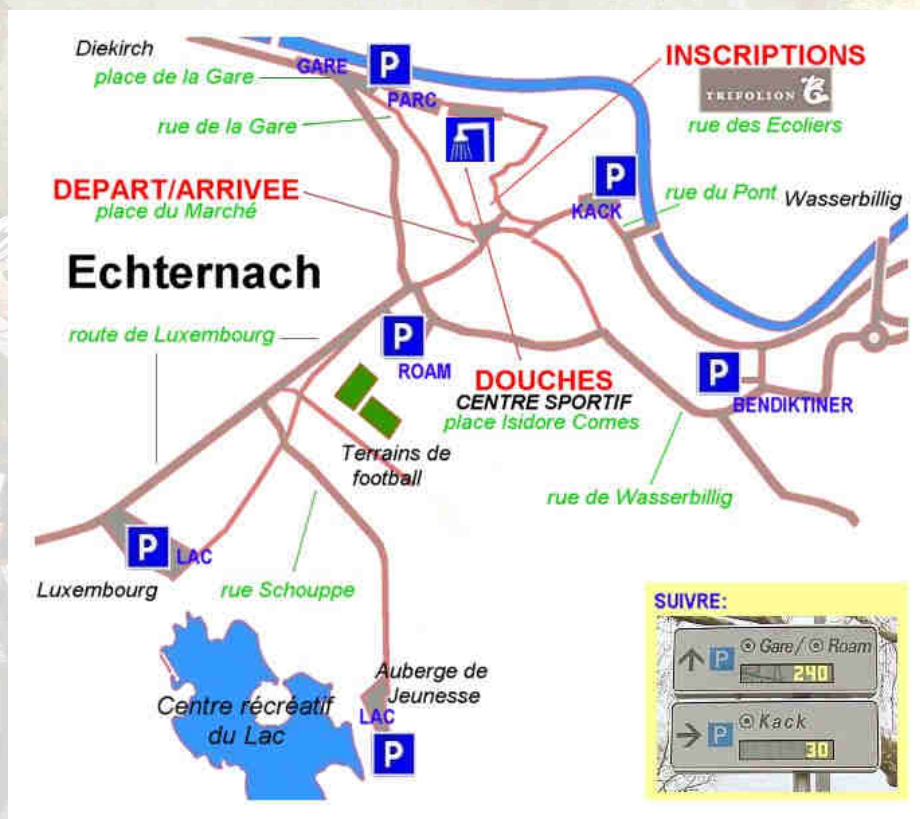 Diekirch
place de la Gare
GARE
P
PARC
rue de la Gare
INSCRIPTIONS
TRIFOLION
rue des Ecoliers
DEPART/ARRIVEE
place du Marché
P
KACK
rue du Pont
Wasserbillig
Echternach
route de Luxembourg
P
ROAM
DOUCHES
CENTRE SPORTIF
place Isidore Comes
P
BENDIKTINER
Terrains de
football
rue de Wasserbillig
P
LAC
Luxembourg
rue Schouppe
Auberge de
Jeunesse
LAC
P
Centre récréatif
du Lac
SUIVRE:
P Gare / Roam
240
P Kack
30